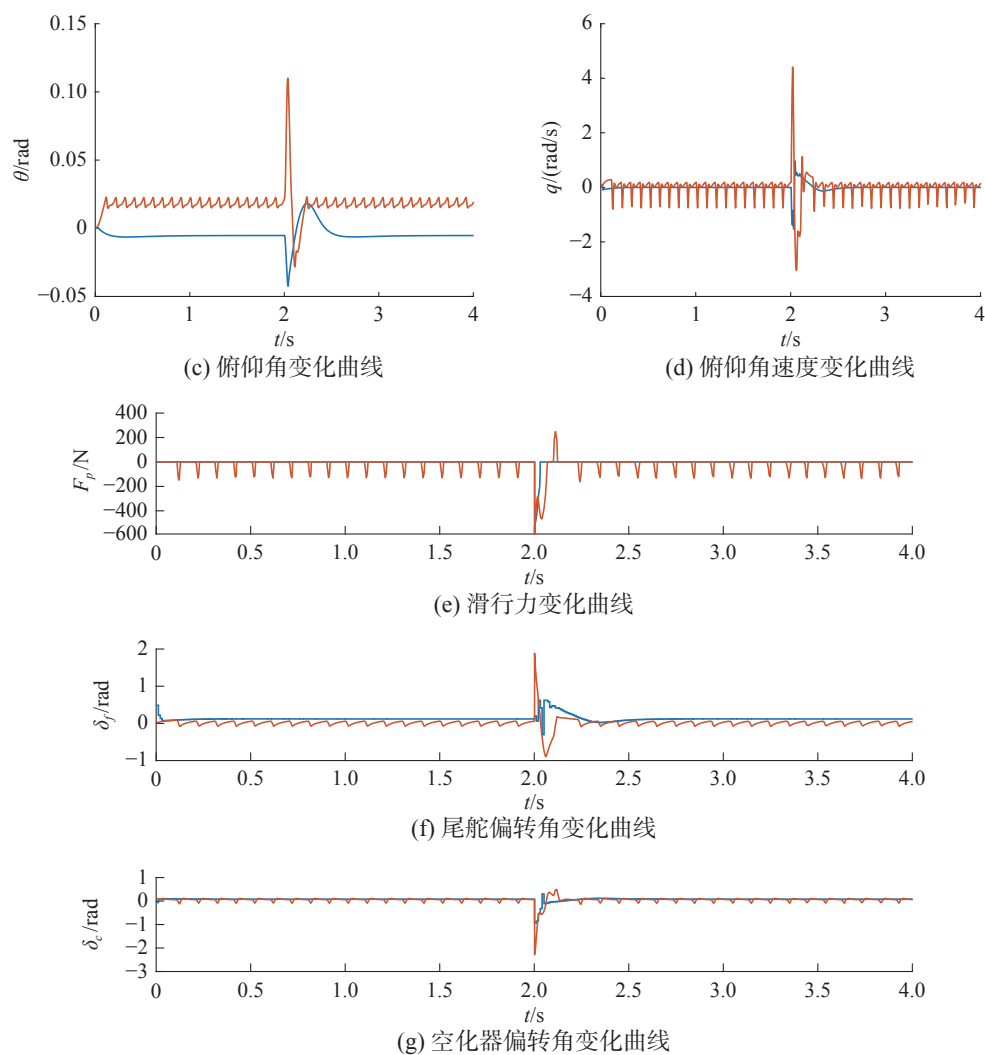 0.15
0.10
0.05
0
−0.05
θ/rad
0 1 2 3 4
t/s
(c) 俯仰角变化曲线
6
4
2
0
−2
−4
q/(rad/s)
0 1 2 3 4
t/s
(d) 俯仰角速度变化曲线
400
200
0
−200
−400
−600
F_p/N
0 0.5 1.0 1.5 2.0 2.5 3.0 3.5 4.0
t/s
(e) 滑行力变化曲线
2
1
0
−1
δ_f/rad
0 0.5 1.0 1.5 2.0 2.5 3.0 3.5 4.0
t/s
(f) 尾舵偏转角变化曲线
1
0
−1
−2
−3
δ_c/rad
0 0.5 1.0 1.5 2.0 2.5 3.0 3.5 4.0
t/s
(g) 空化器偏转角变化曲线